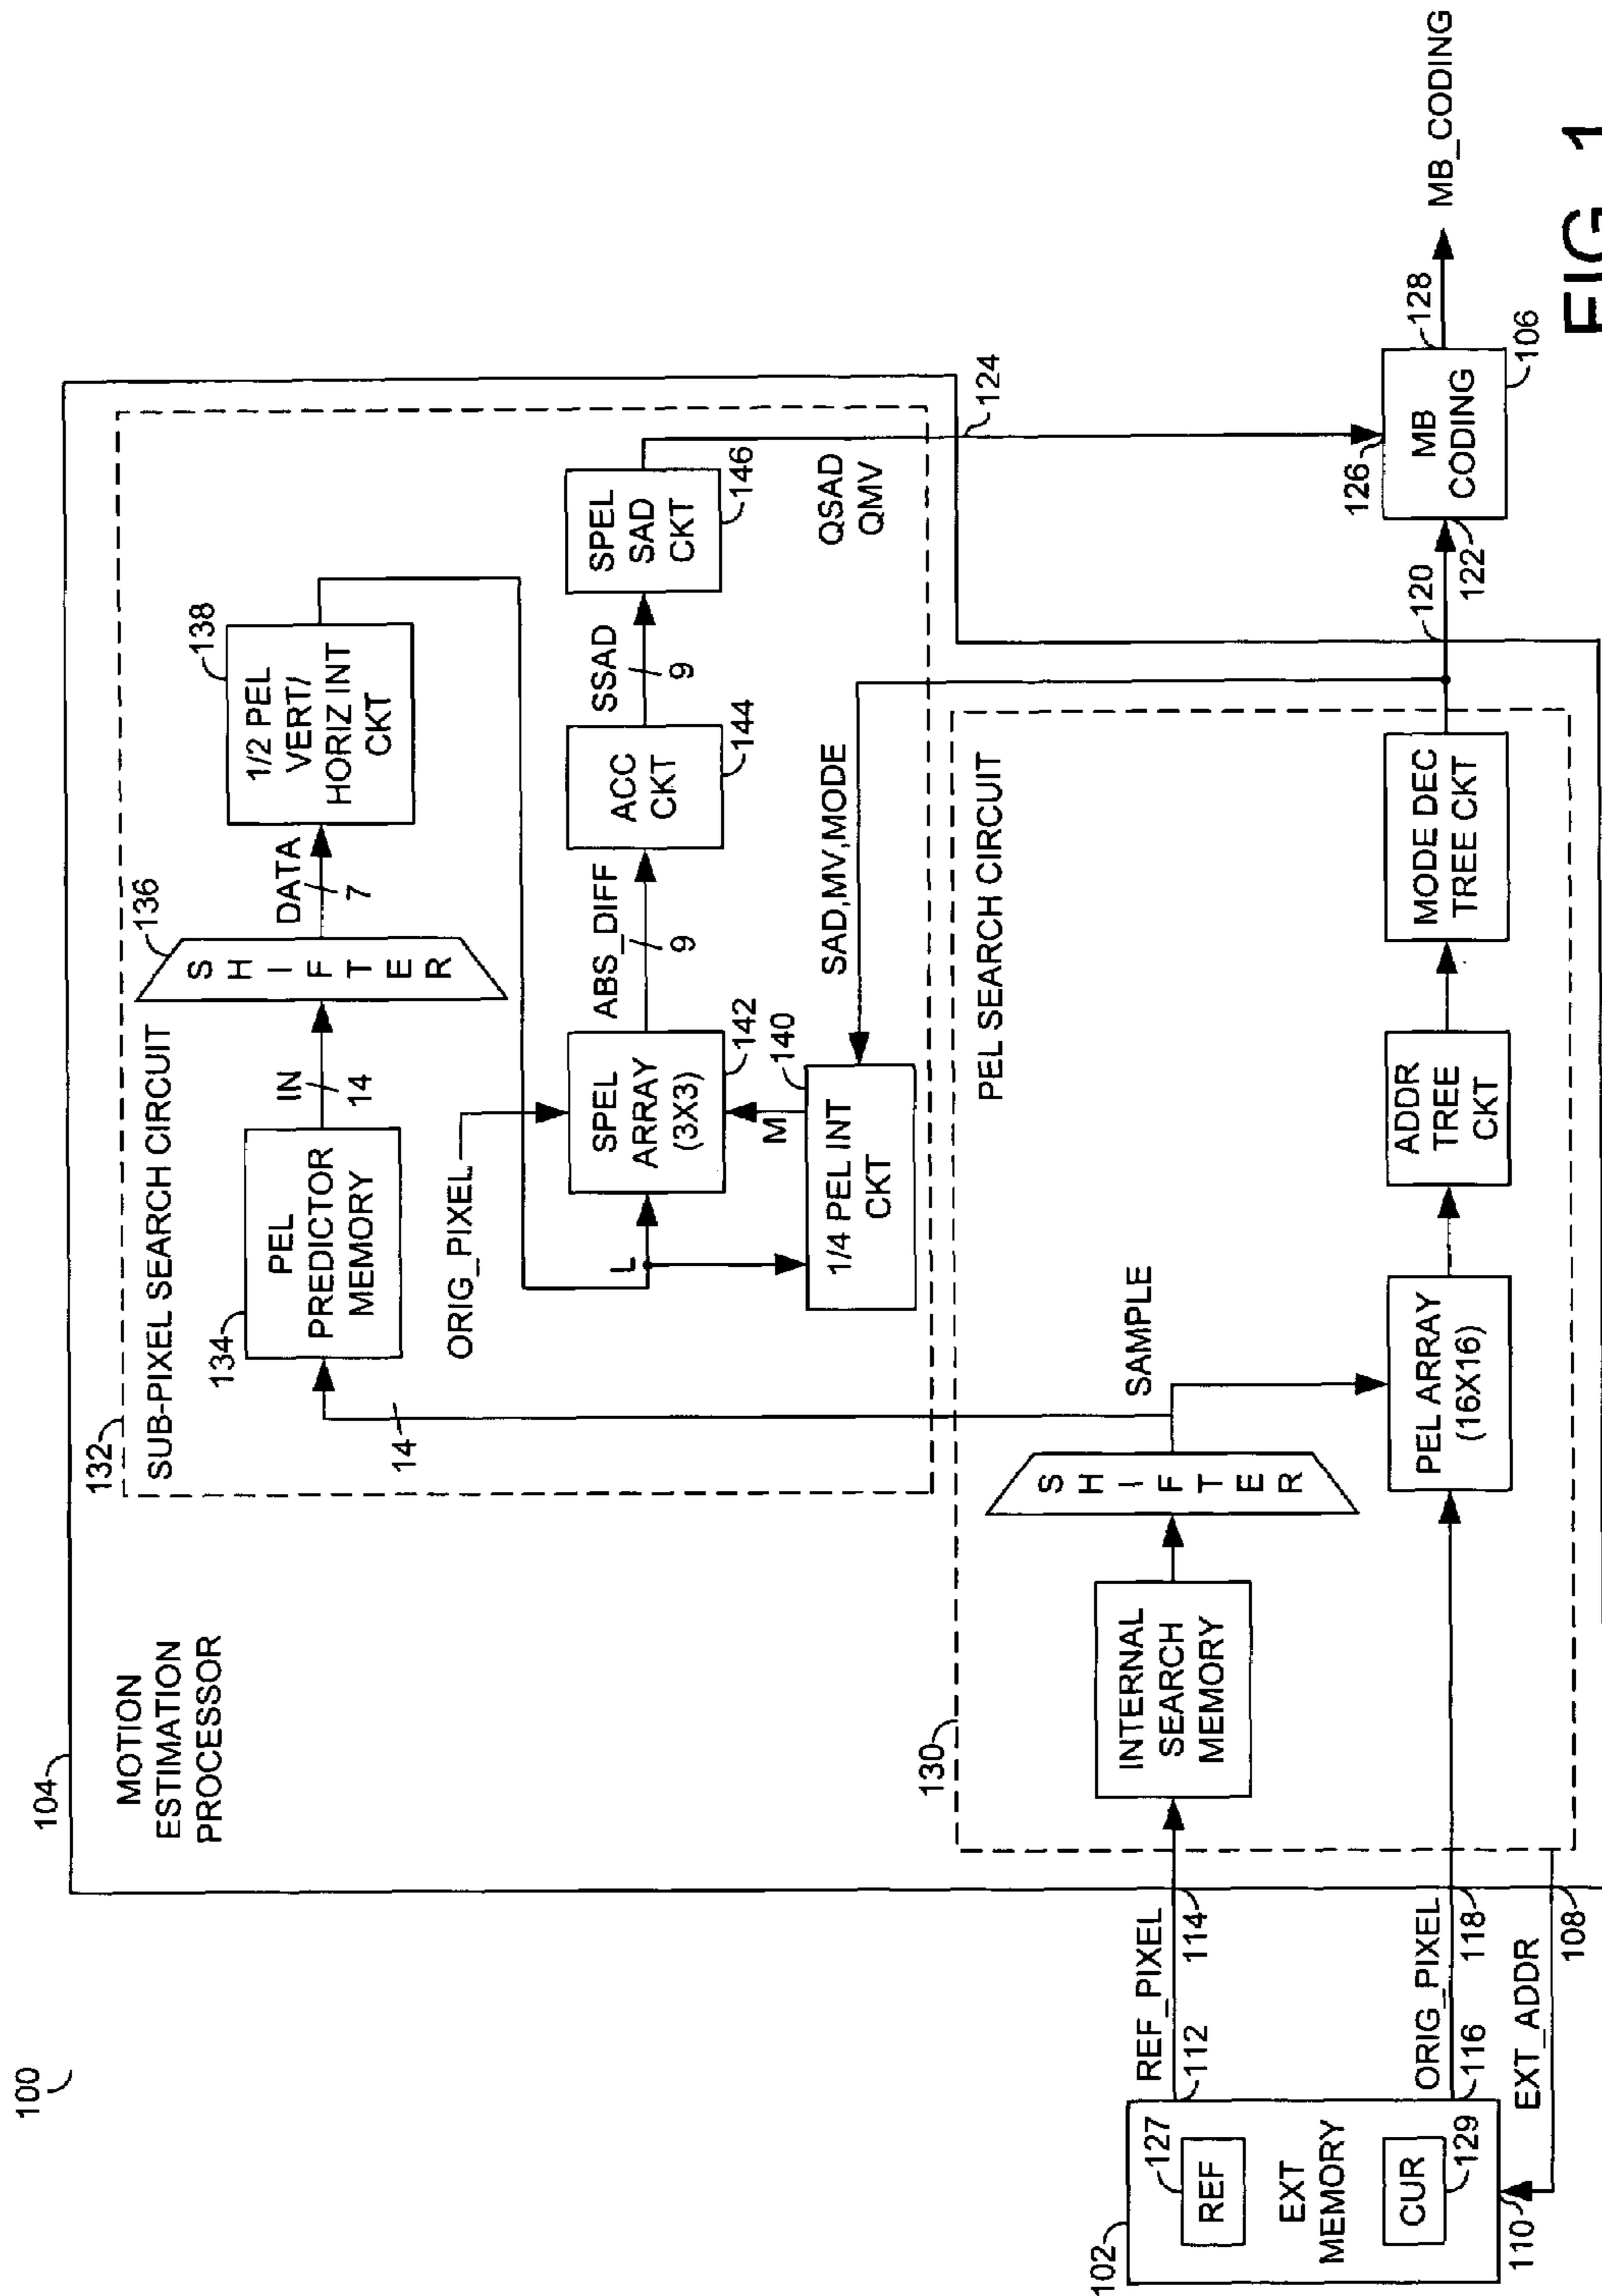 100
104
MOTION
ESTIMATION
PROCESSOR
132
SUB-PIXEL SEARCH CIRCUIT
134
PEL
PREDICTOR
MEMORY
IN
14
136
SHIFTER
DATA
7
138
1/2 PEL
VERT/
HORIZ INT
CKT
ORIG_PIXEL
L
SPEL
ARRAY
(3X3)
142
ABS_DIFF
9
ACC
CKT
144
SSAD
9
SPEL
SAD
CKT
146
M
140
1/4 PEL INT
CKT
SAD,MV,MODE
QSAD
QMV
124
14
130
PEL SEARCH CIRCUIT
INTERNAL
SEARCH
MEMORY
SHIFTER
SAMPLE
PEL ARRAY
(16X16)
ADDR
TREE
CKT
MODE DEC
TREE CKT
120
122
126
MB
CODING
106
128
MB_CODING
102
127
REF
EXT
MEMORY
CUR
129
110
REF_PIXEL
112
114
ORIG_PIXEL
116
118
EXT_ADDR
108
FIG. 1